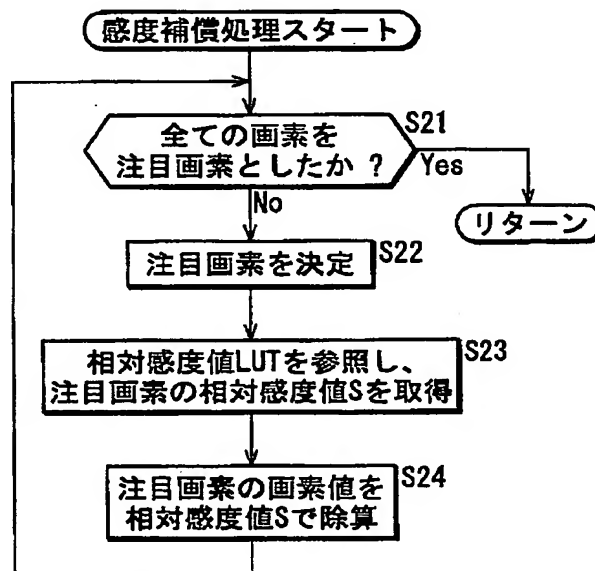 感度補償処理スタート
全ての画素を
注目画素としたか ?
S21
Yes
No
リターン
注目画素を決定
S22
相対感度値LUTを参照し、
注目画素の相対感度値Sを取得
S23
注目画素の画素値を
相対感度値Sで除算
S24